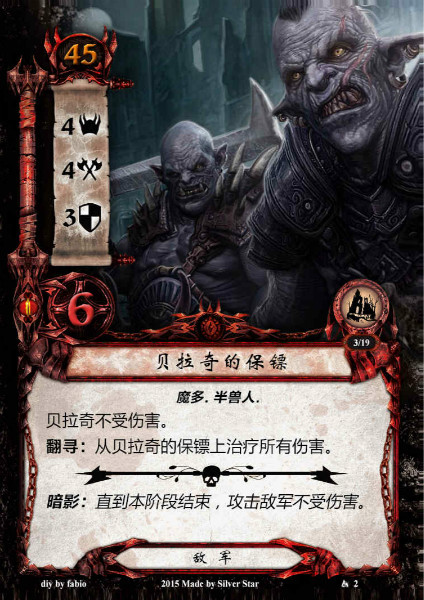 45
4
4
3
6
3/19
贝拉奇的保镖
魔多. 半兽人.
贝拉奇不受伤害。
翻寻：从贝拉奇的保镖上治疗所有伤害。
暗影：直到本阶段结束，攻击敌军不受伤害。
敌军
diy by fabio 2015 Made by Silver Star 2